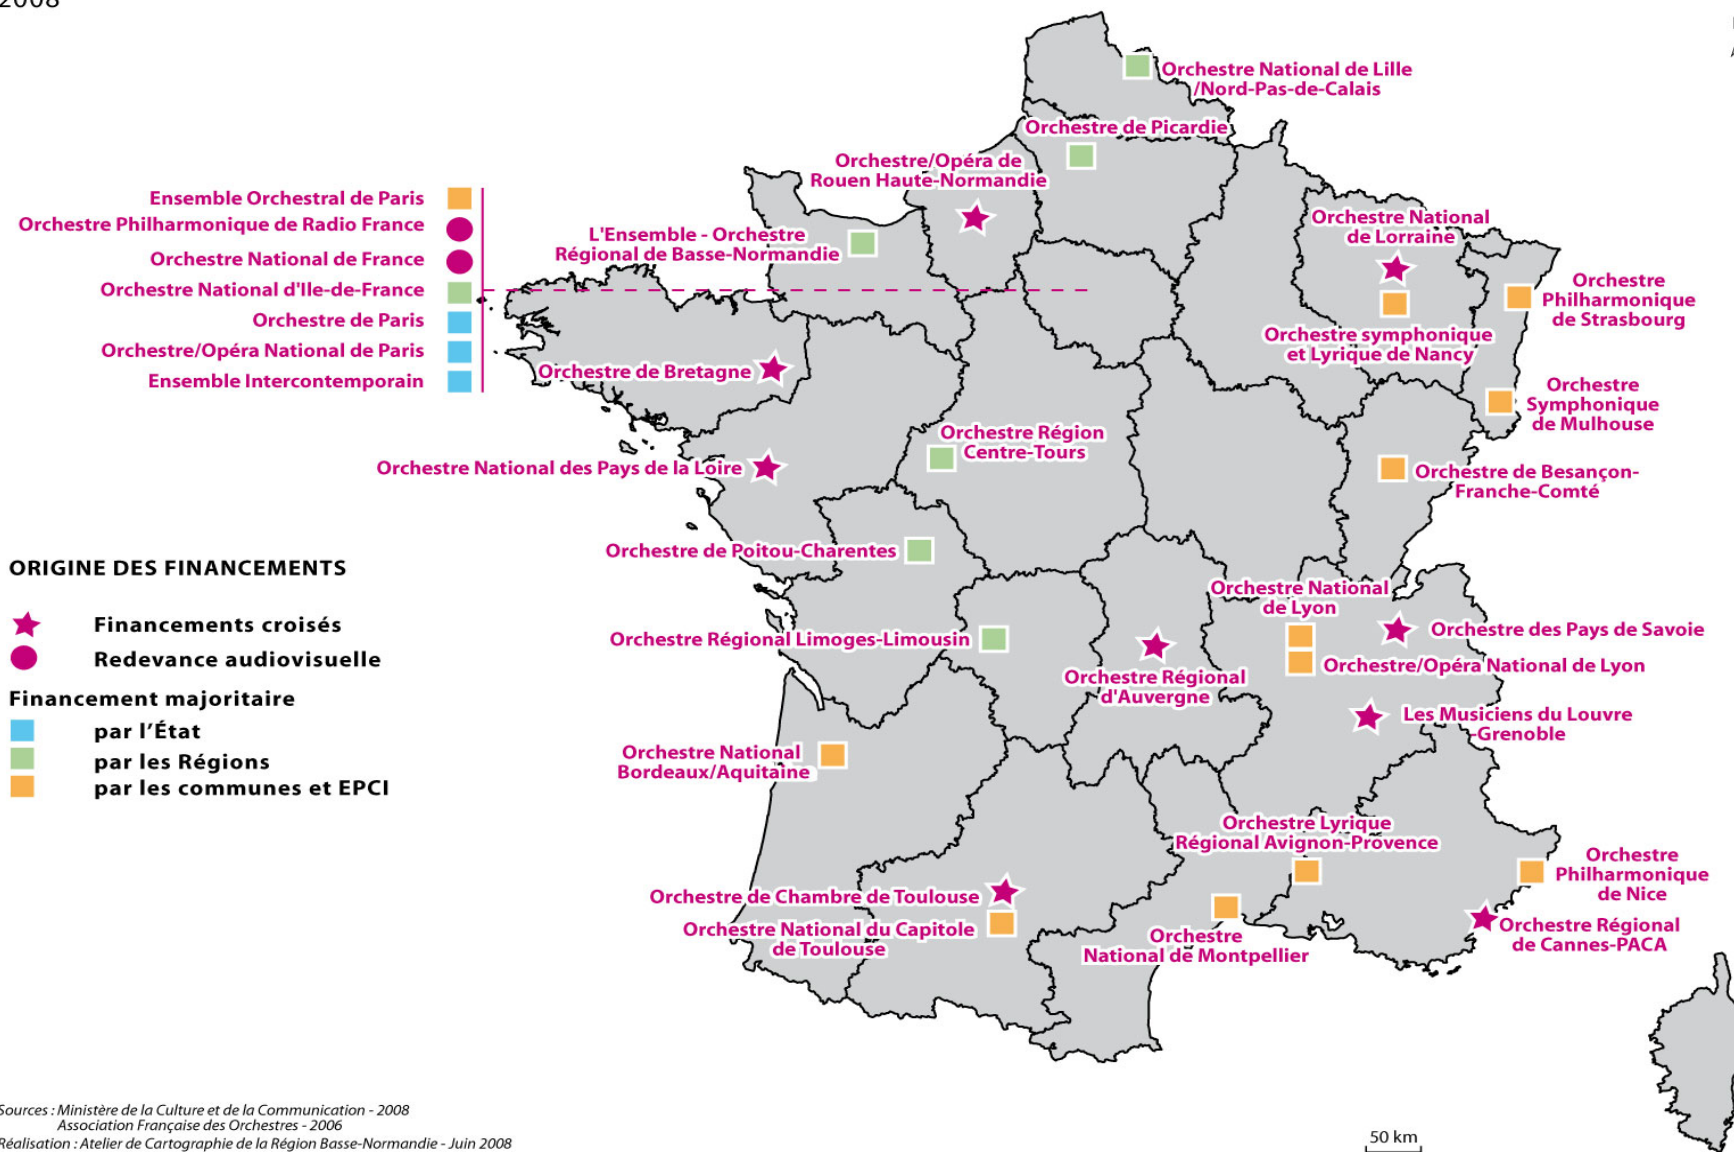 2008
Orchestre National de Lille
/Nord-Pas-de-Calais
Orchestre de Picardie
Orchestre/Opéra de
Rouen Haute-Normandie
Ensemble Orchestral de Paris
Orchestre Philharmonique de Radio France
Orchestre National de France
Orchestre National d'Ile-de-France
Orchestre de Paris
Orchestre/Opéra National de Paris
Ensemble Intercontemporain
L'Ensemble - Orchestre
Régional de Basse-Normandie
Orchestre National
de Lorraine
Orchestre
Philharmonique
de Strasbourg
Orchestre symphonique
et Lyrique de Nancy
Orchestre de Bretagne
Orchestre
Symphonique
de Mulhouse
Orchestre Région
Centre-Tours
Orchestre National des Pays de la Loire
Orchestre de Besançon-
Franche-Comté
Orchestre de Poitou-Charentes
ORIGINE DES FINANCEMENTS
Financements croisés
Redevance audiovisuelle
Financement majoritaire
par l'État
par les Régions
par les communes et EPCI
Orchestre National
de Lyon
Orchestre des Pays de Savoie
Orchestre Régional Limoges-Limousin
Orchestre/Opéra National de Lyon
Orchestre Régional
d'Auvergne
Les Musiciens du Louvre
-Grenoble
Orchestre National
Bordeaux/Aquitaine
Orchestre Lyrique
Régional Avignon-Provence
Orchestre
Philharmonique
de Nice
Orchestre de Chambre de Toulouse
Orchestre National du Capitole
de Toulouse
Orchestre
National de Montpellier
Orchestre Régional
de Cannes-PACA
Sources : Ministère de la Culture et de la Communication - 2008
Association Française des Orchestres - 2006
Réalisation : Atelier de Cartographie de la Région Basse-Normandie - Juin 2008
50 km